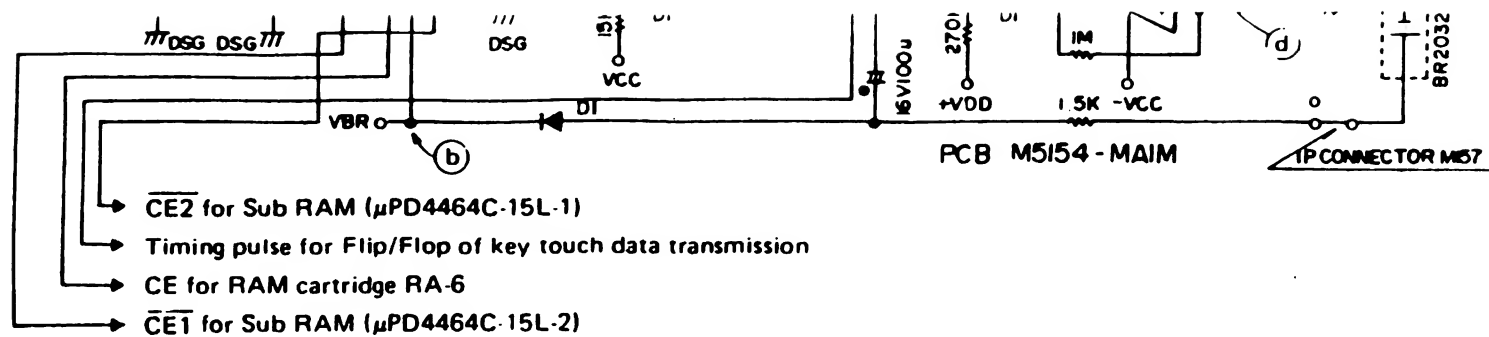 DSG DSG
DSG
VCC
270
1M
d
BR2032
16V100u
+VDD
1.5K
-VCC
VBR
D1
b
PCB M5154-MAIM
1P CONNECTOR M157
CE2 for Sub RAM (μPD4464C-15L-1)
Timing pulse for Flip/Flop of key touch data transmission
CE for RAM cartridge RA-6
CE1 for Sub RAM (μPD4464C-15L-2)